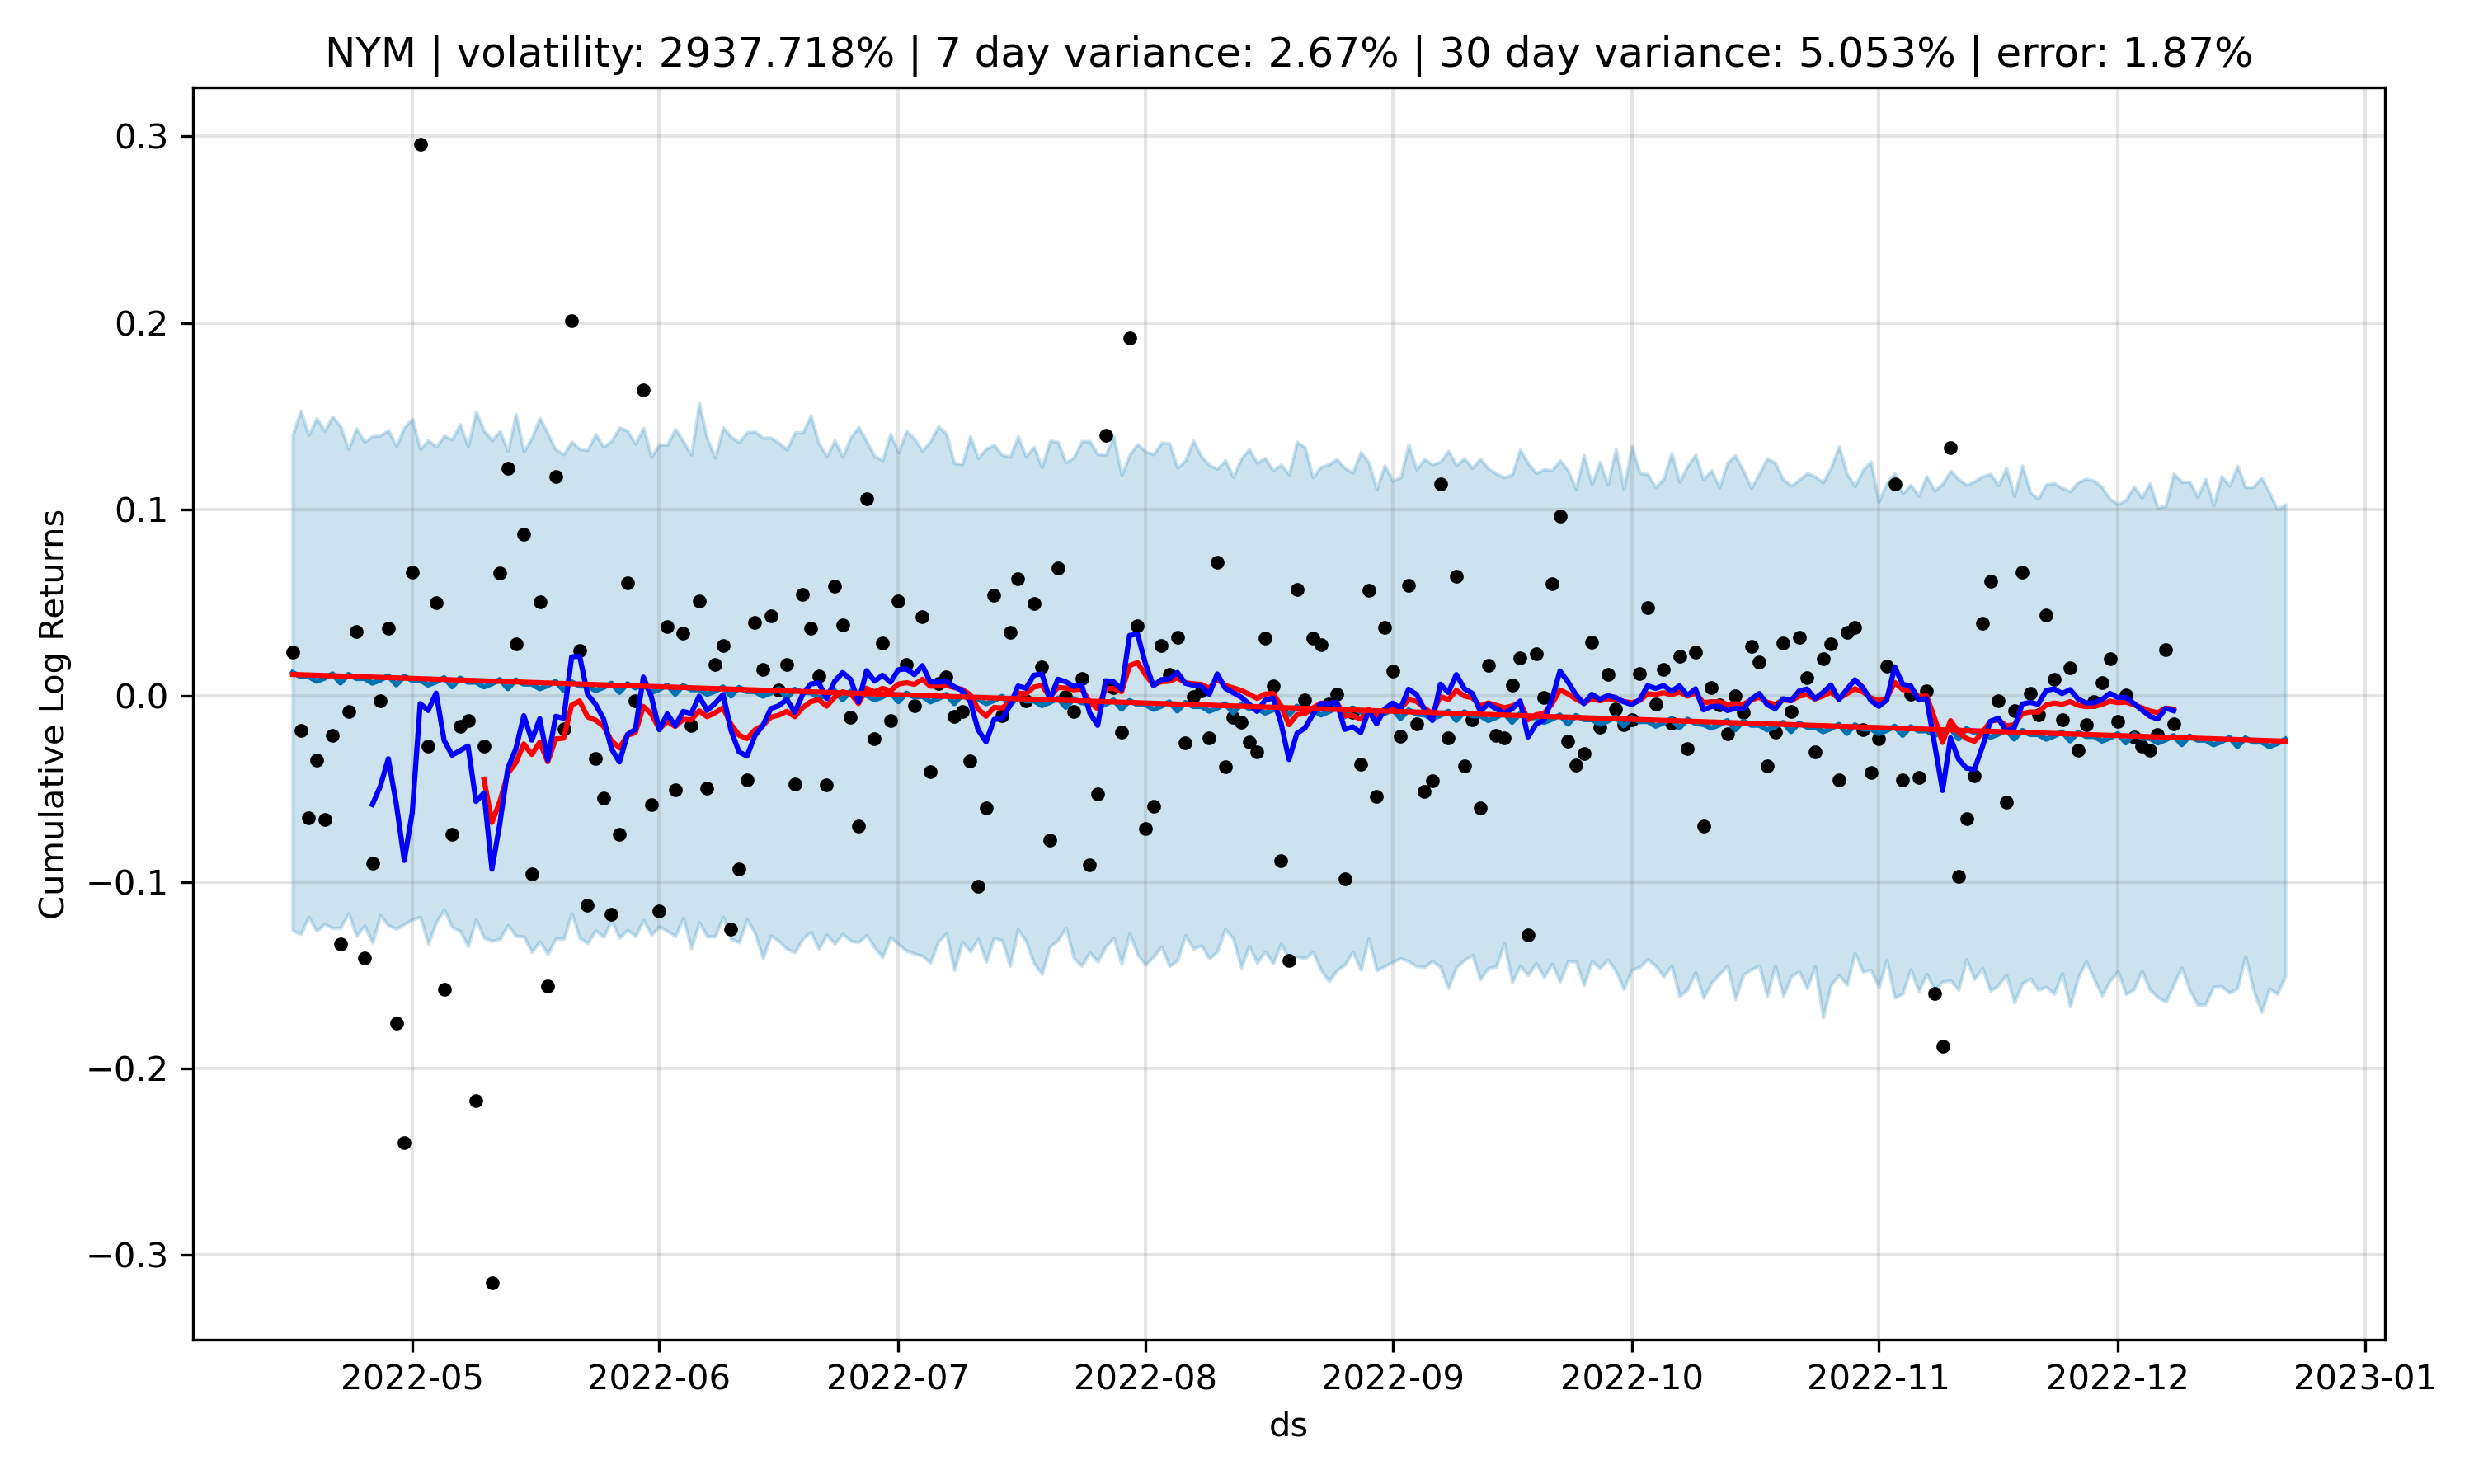 NYM | volatility: 2937.718% | 7 day variance: 2.67% | 30 day variance: 5.053% | error: 1.87%
0.3
0.2
0.1
0.0
−0.1
−0.2
−0.3
Cumulative Log Returns
2022-05 2022-06 2022-07 2022-08 2022-09 2022-10 2022-11 2022-12 2023-01
ds